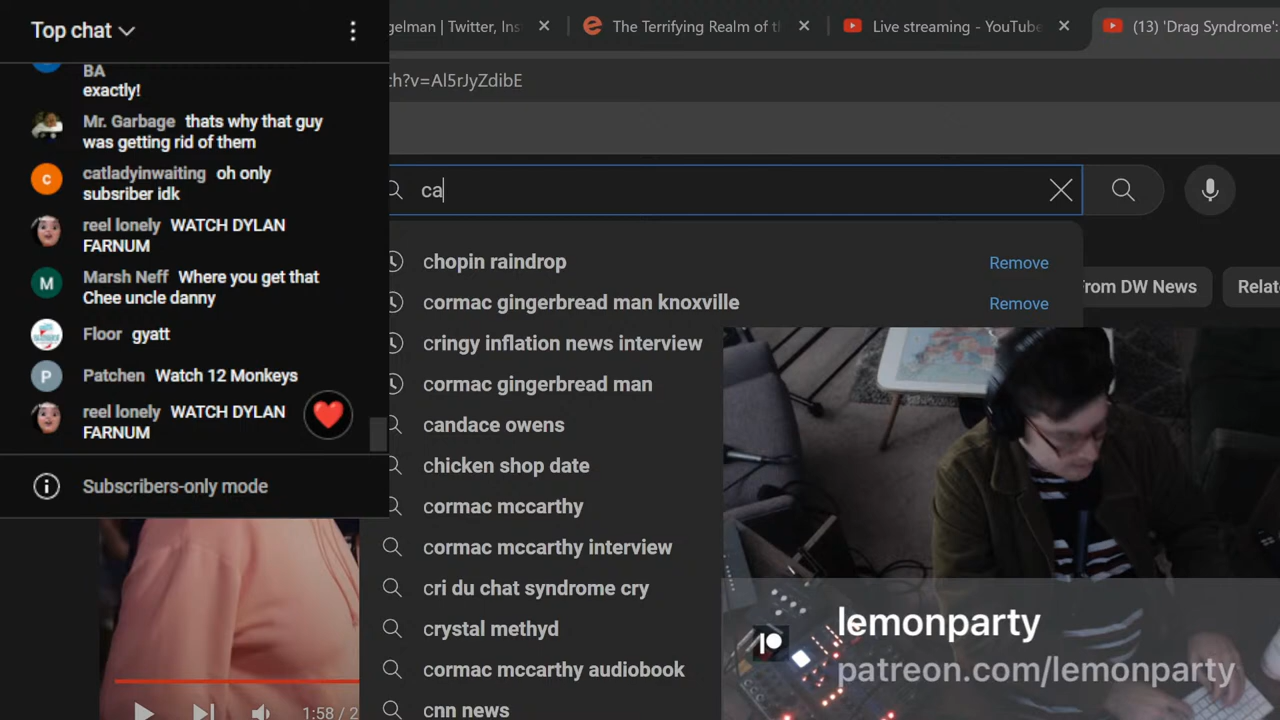 Top chat
BA
exactly!
Mr. Garbage thats why that guy
was getting rid of them
catladyinwaiting oh only
subsriber idk
reel lonely WATCH DYLAN
FARNUM
Marsh Neff Where you get that
Chee uncle danny
Floor gyatt
Patchen Watch 12 Monkeys
reel lonely WATCH DYLAN
FARNUM
Subscribers-only mode
gelman | Twitter, Ins
The Terrifying Realm of t
Live streaming - YouTube
(13) 'Drag Syndrome':
ch?v=Al5rJyZdibE
ca
chopin raindrop Remove
cormac gingerbread man knoxville Remove
cringy inflation news interview
cormac gingerbread man
candace owens
chicken shop date
cormac mccarthy
cormac mccarthy interview
cri du chat syndrome cry
crystal methyd
cormac mccarthy audiobook
cnn news
From DW News
Relate
1:58 / 2
lemonparty
patreon.com/lemonparty